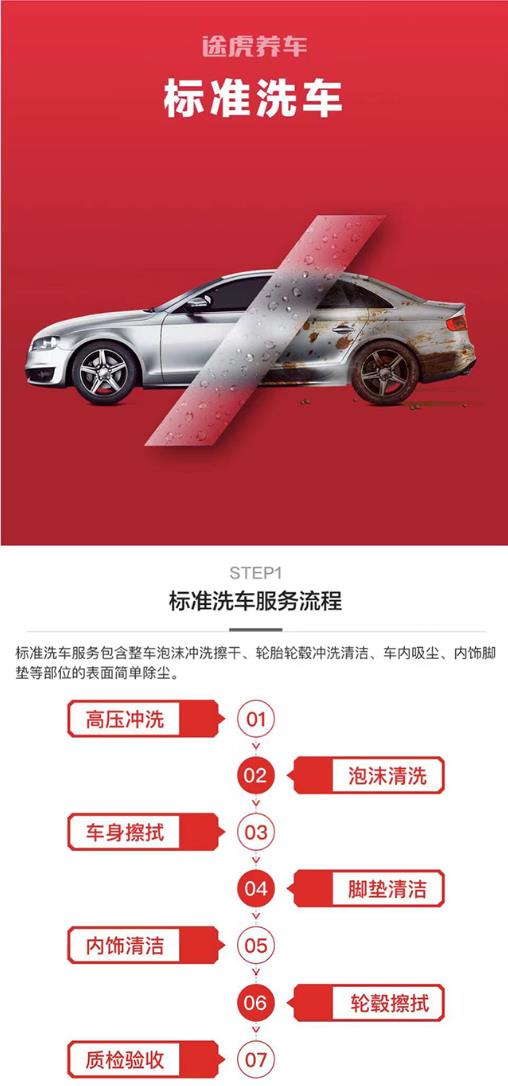 途虎养车
标准洗车
STEP1
标准洗车服务流程
标准洗车服务包含整车泡沫冲洗擦干、轮胎轮毂冲洗清洁、车内吸尘、内饰脚
垫等部位的表面简单除尘。
高压冲洗 01
02 泡沫清洗
车身擦拭 03
04 脚垫清洁
内饰清洁 05
06 轮毂擦拭
质检验收 07